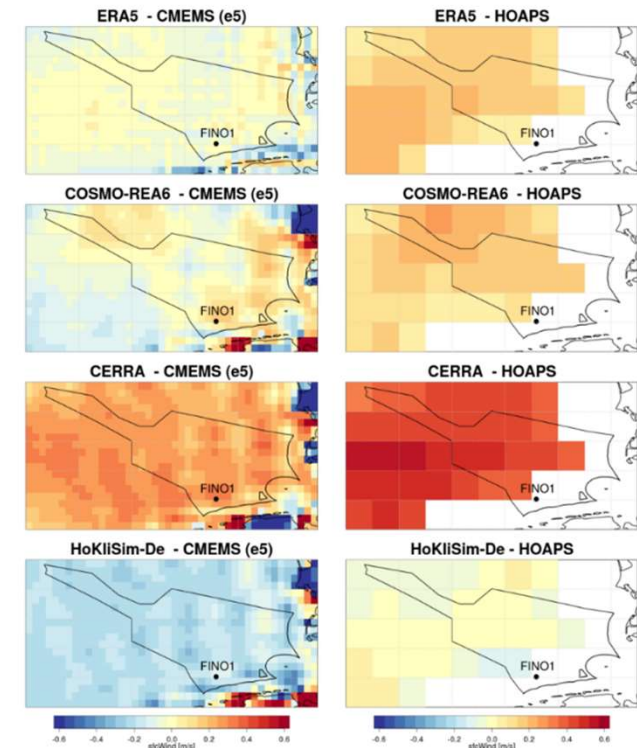 ERA5 - CMEMS (e5) ERA5 - HOAPS
FINO1 FINO1
COSMO-REA6 - CMEMS (e5) COSMO-REA6 - HOAPS
FINO1 FINO1
CERRA - CMEMS (e5) CERRA - HOAPS
FINO1 FINO1
HoKliSim-De - CMEMS (e5) HoKliSim-De - HOAPS
FINO1 FINO1
-0.6 -0.4 -0.2 0.0 0.2 0.4 0.6 -0.6 -0.4 -0.2 0.0 0.2 0.4 0.6
[m/s] [m/s]